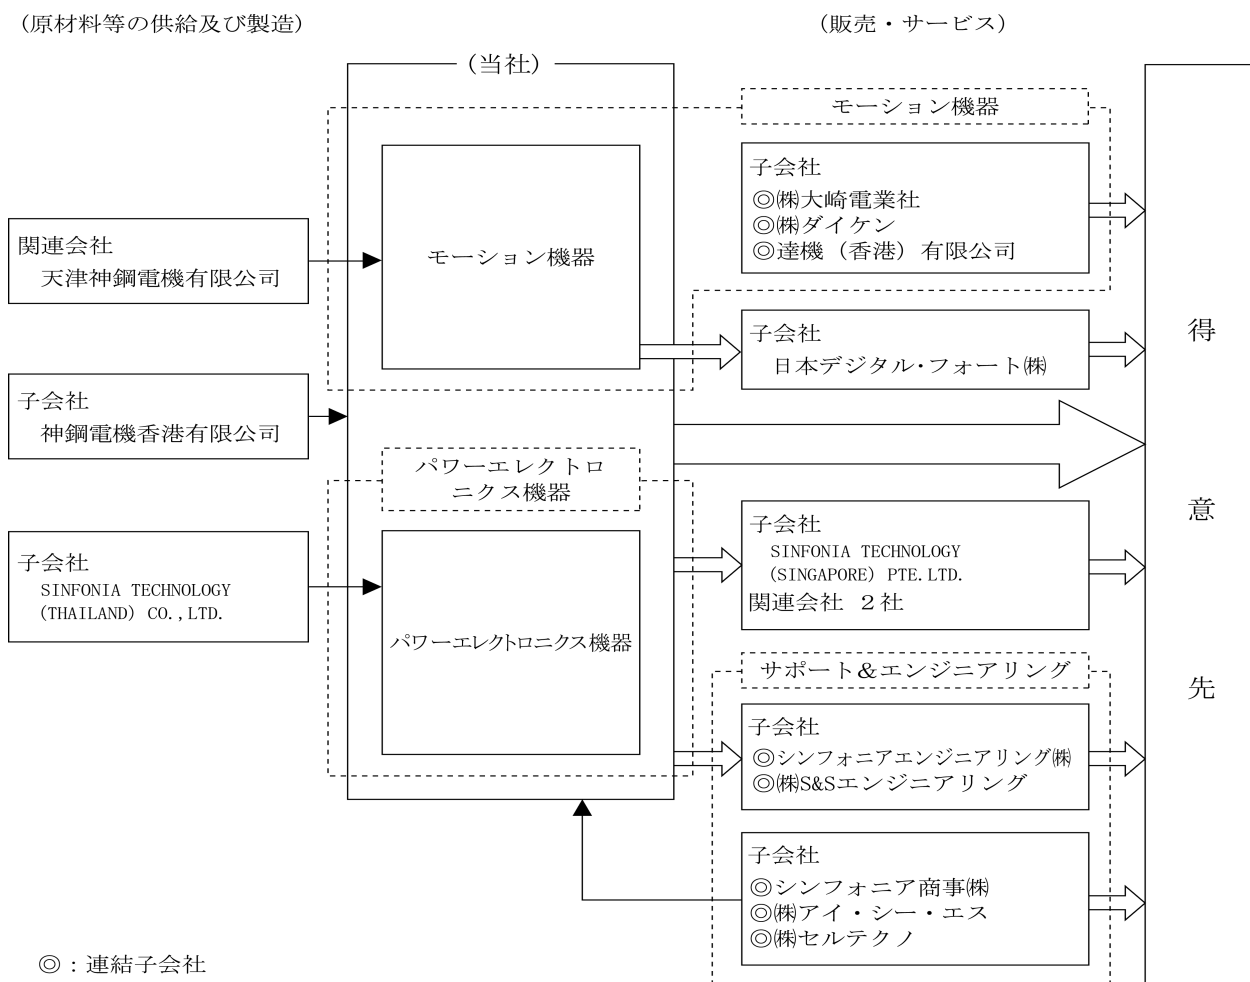 （原材料等の供給及び製造）
（販売・サービス）
（当社）
モーション機器
子会社
◎㈱大崎電業社
◎㈱ダイケン
◎達機（香港）有限公司
関連会社
天津神鋼電機有限公司
モーション機器
子会社
日本デジタル・フォート㈱
子会社
神鋼電機香港有限公司
パワーエレクトロ
ニクス機器
子会社
SINFONIA TECHNOLOGY
(SINGAPORE) PTE.LTD.
関連会社 ２社
子会社
SINFONIA TECHNOLOGY
(THAILAND) CO.,LTD.
パワーエレクトロニクス機器
サポート＆エンジニアリング
子会社
◎シンフォニアエンジニアリング㈱
◎㈱S&Sエンジニアリング
子会社
◎シンフォニア商事㈱
◎㈱アイ・シー・エス
◎㈱セルテクノ
得意先
◎：連結子会社